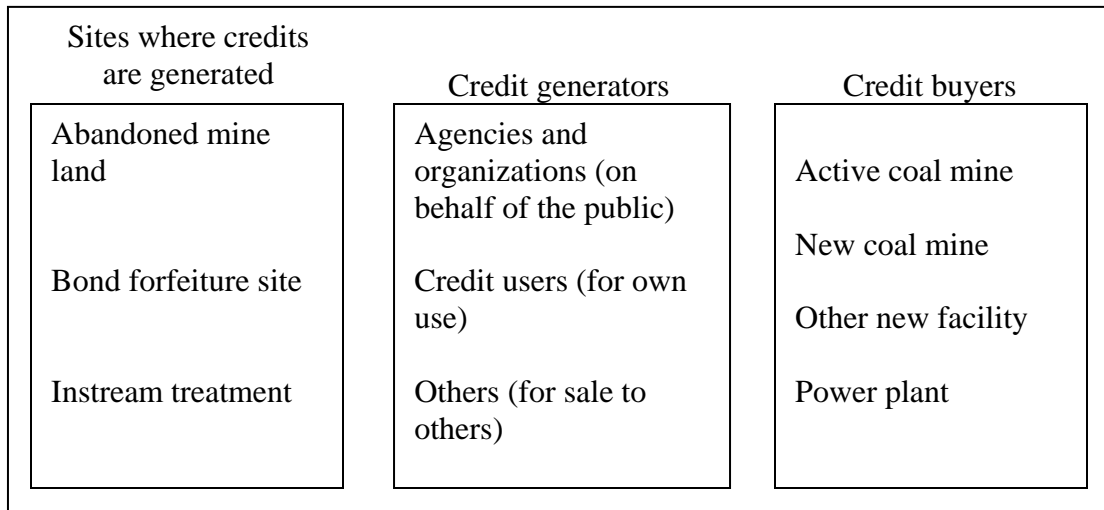 Sites where credits
are generated
Abandoned mine
land
Bond forfeiture site
Instream treatment
Credit generators
Agencies and
organizations (on
behalf of the public)
Credit users (for own
use)
Others (for sale to
others)
Credit buyers
Active coal mine
New coal mine
Other new facility
Power plant